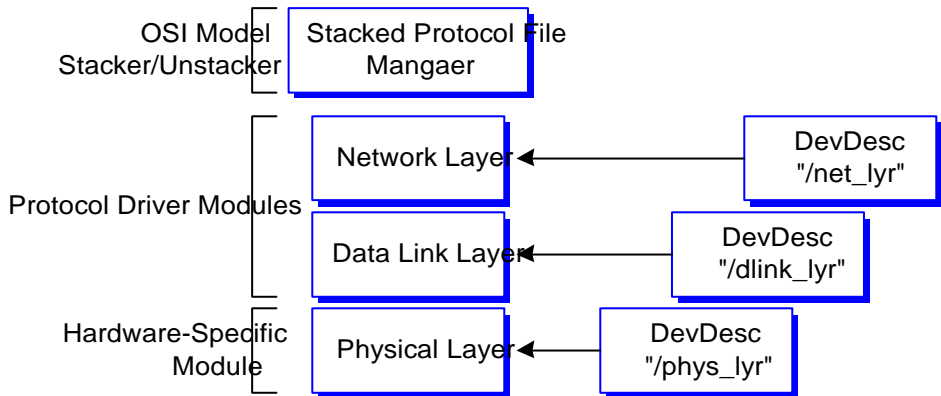 OSI Model
Stacker/Unstacker
Stacked Protocol File
Mangaer
Protocol Driver Modules
Network Layer
DevDesc
"/net_lyr"
Data Link Layer
DevDesc
"/dlink_lyr"
Hardware-Specific
Module
Physical Layer
DevDesc
"/phys_lyr"